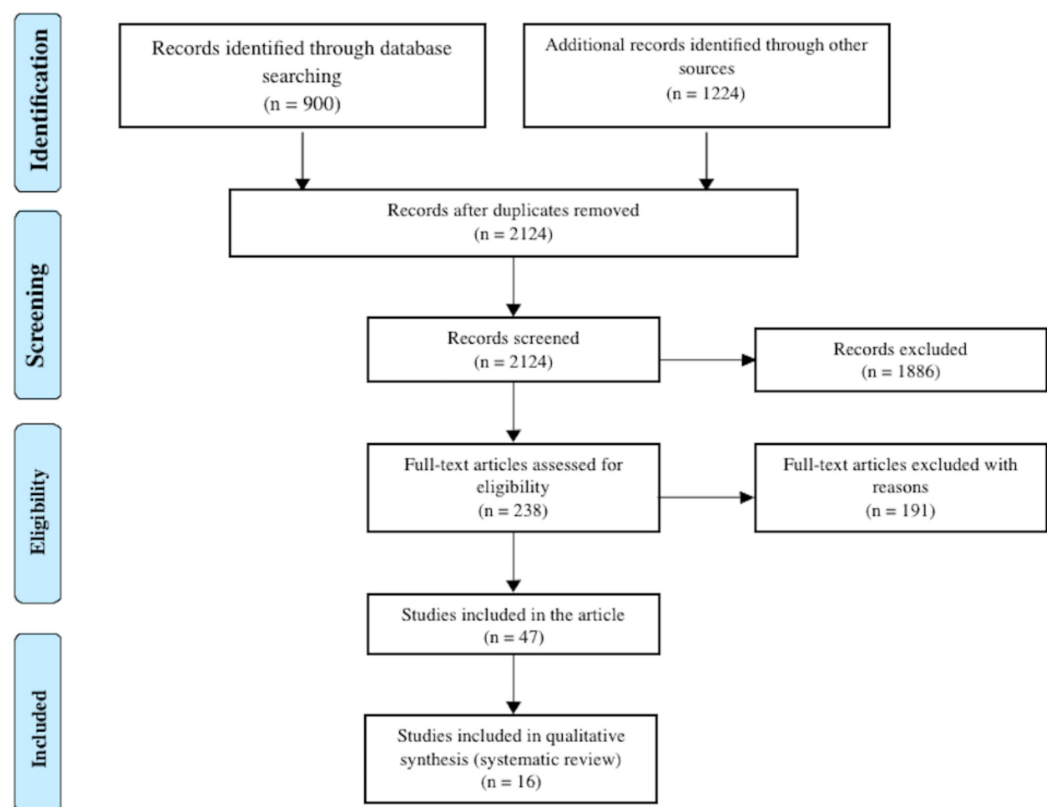 Identification
Records identified through database
searching
(n = 900)
Additional records identified through other
sources
(n = 1224)
Screening
Records after duplicates removed
(n = 2124)
Records screened
(n = 2124)
Records excluded
(n = 1886)
Eligibility
Full-text articles assessed for
eligibility
(n = 238)
Full-text articles excluded with
reasons
(n = 191)
Included
Studies included in the article
(n = 47)
Studies included in qualitative
synthesis (systematic review)
(n = 16)